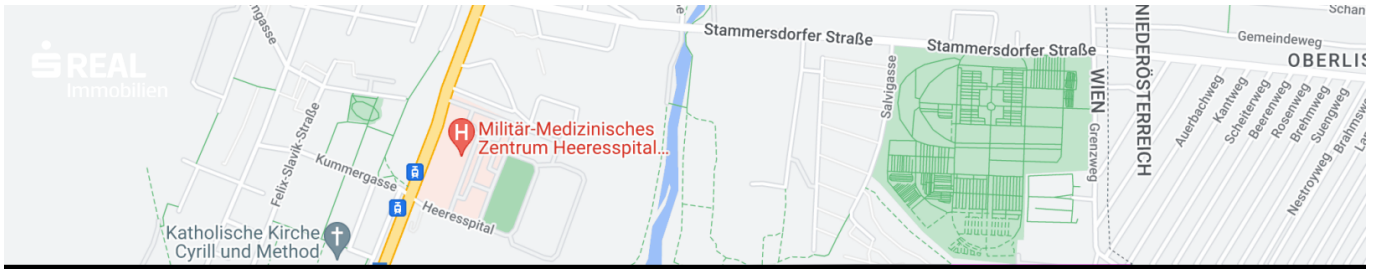 REAL
Immobilien
ngasse
Stammersdorfer Straße
Stammersdorfer Straße
Gemeindeweg
OBERLIS
Felix-Slavik-Straße
Kummergasse
H Militär-Medizinisches
Zentrum Heeresspital...
Heeresspital
Katholische Kirche
Cyrill und Method
Salvigasse
WIEN
NIEDERÖSTERREICH
Grenzweg
Auerbachweg
Kantweg
Scheiterweg
Beerenweg
Rosenweg
Brehmweg
Suengweg
Brahmsw
Nestroyweg
Schan